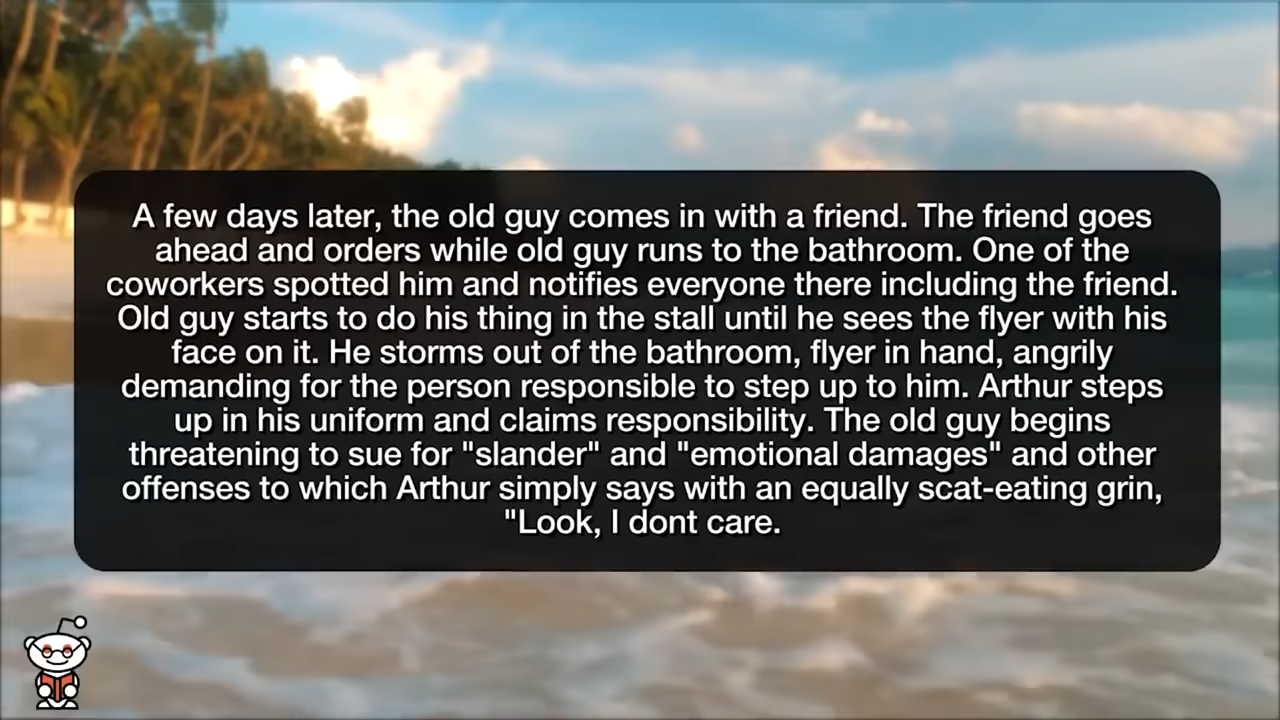 A few days later, the old guy comes in with a friend. The friend goes
ahead and orders while old guy runs to the bathroom. One of the
coworkers spotted him and notifies everyone there including the friend.
Old guy starts to do his thing in the stall until he sees the flyer with his
face on it. He storms out of the bathroom, flyer in hand, angrily
demanding for the person responsible to step up to him. Arthur steps
up in his uniform and claims responsibility. The old guy begins
threatening to sue for "slander" and "emotional damages" and other
offenses to which Arthur simply says with an equally scat-eating grin,
"Look, I dont care.